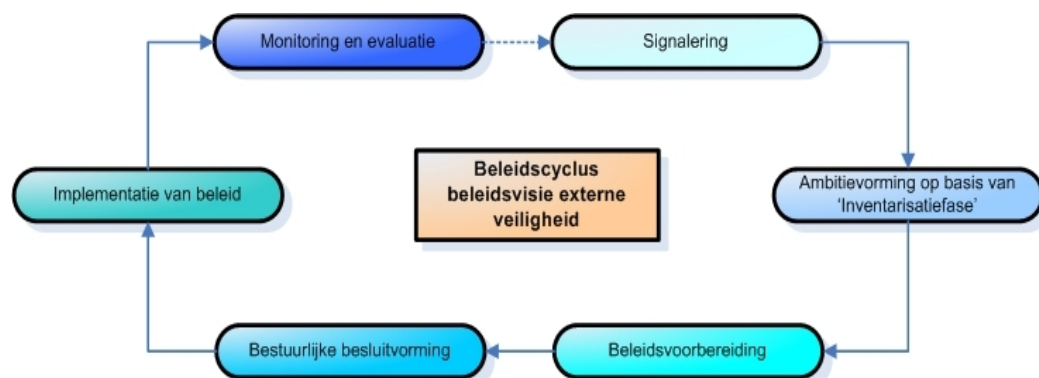 Monitoring en evaluatie
Signalering
Implementatie van beleid
Beleidscyclus
beleidsvisie externe
veiligheid
Ambitievorming op basis van
‘Inventarisatiefase’
Bestuurlijke besluitvorming
Beleidsvoorbereiding